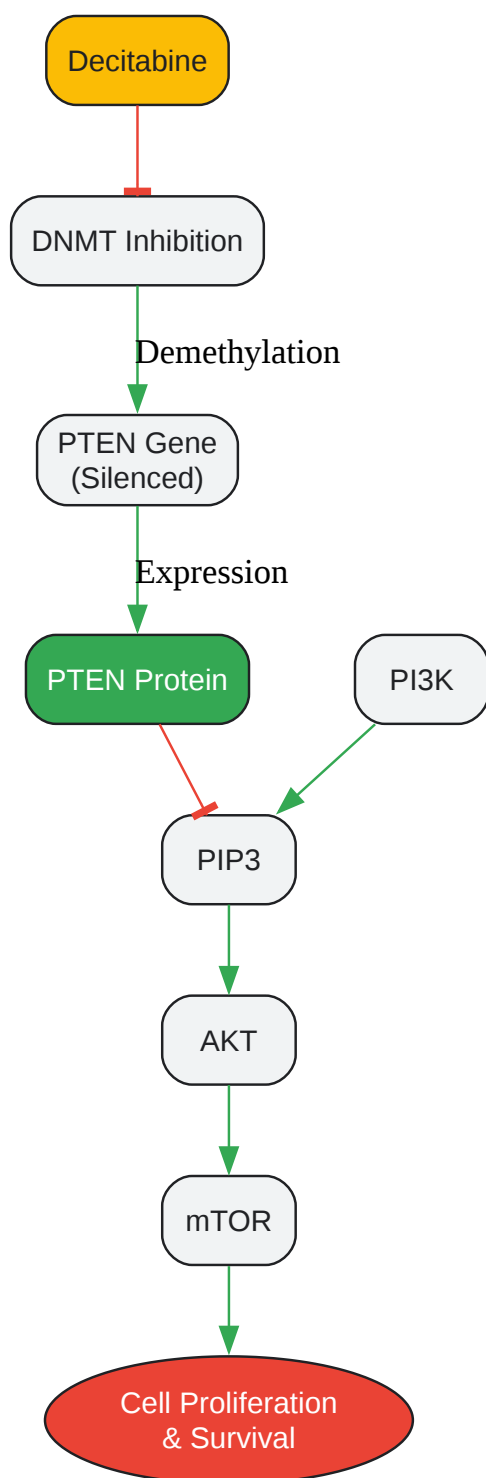 Decitabine
DNMT Inhibition
Demethylation
PTEN Gene
(Silenced)
Expression
PTEN Protein
PI3K
PIP3
AKT
mTOR
Cell Proliferation
& Survival